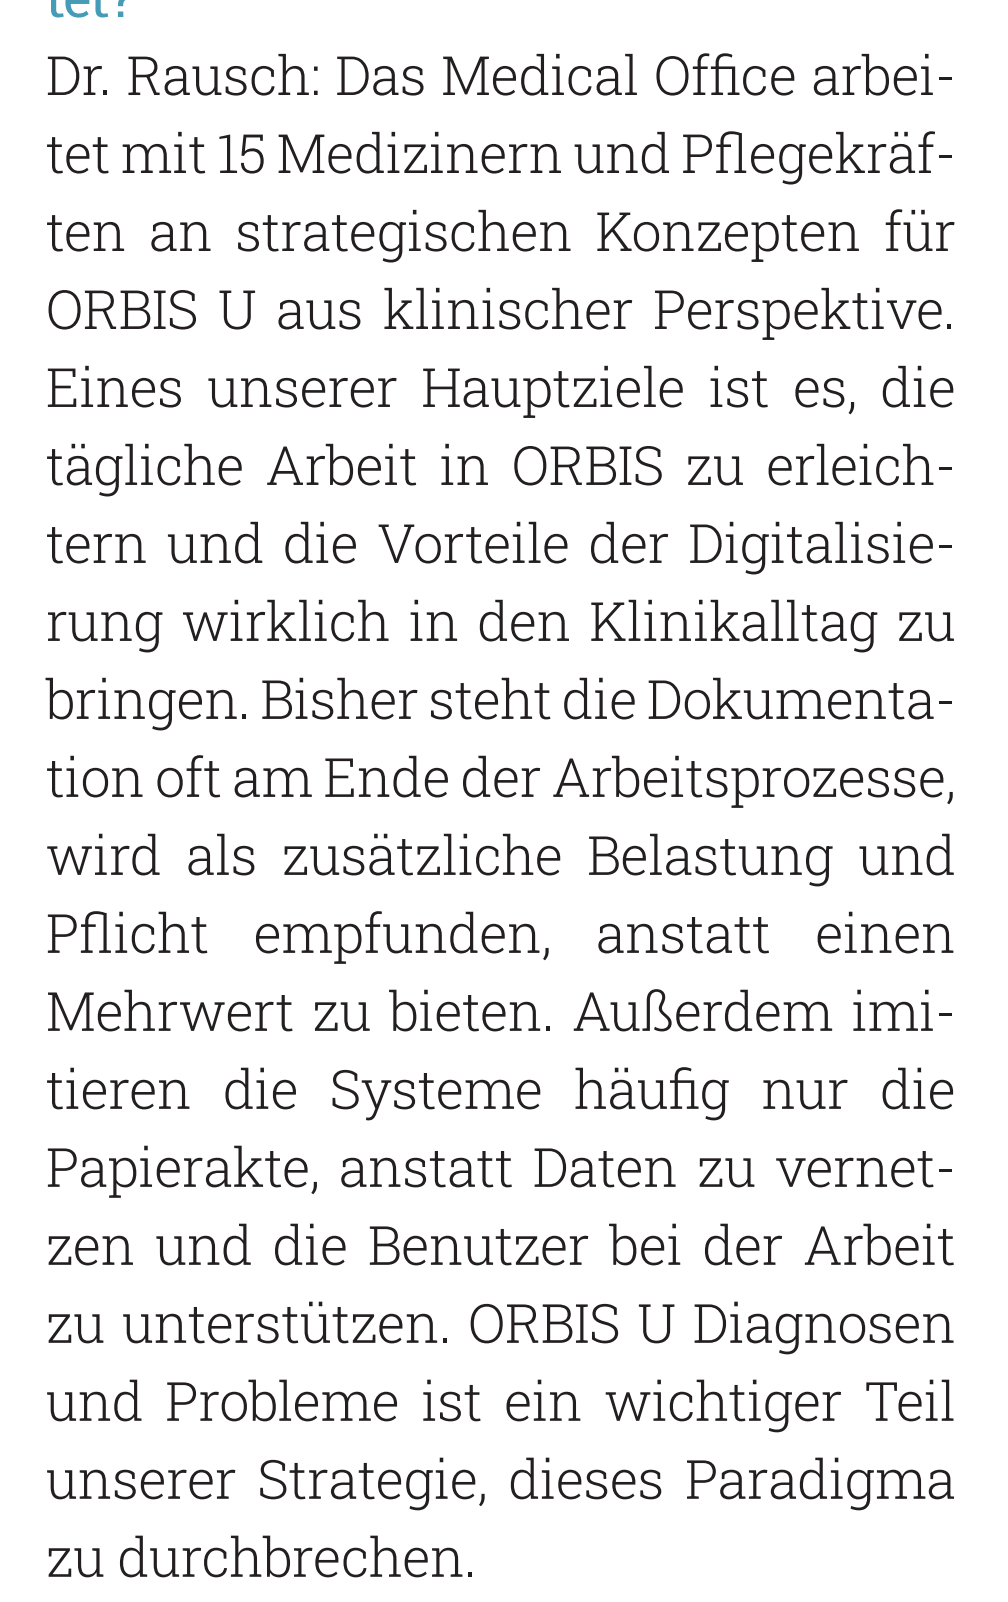 tet?
Dr. Rausch: Das Medical Office arbei-
tet mit 15 Medizinern und Pflegekräf-
ten an strategischen Konzepten für
ORBIS U aus klinischer Perspektive.
Eines unserer Hauptziele ist es, die
tägliche Arbeit in ORBIS zu erleich-
tern und die Vorteile der Digitalisie-
rung wirklich in den Klinikalltag zu
bringen. Bisher steht die Dokumenta-
tion oft am Ende der Arbeitsprozesse,
wird als zusätzliche Belastung und
Pflicht empfunden, anstatt einen
Mehrwert zu bieten. Außerdem imi-
tieren die Systeme häufig nur die
Papierakte, anstatt Daten zu vernet-
zen und die Benutzer bei der Arbeit
zu unterstützen. ORBIS U Diagnosen
und Probleme ist ein wichtiger Teil
unserer Strategie, dieses Paradigma
zu durchbrechen.